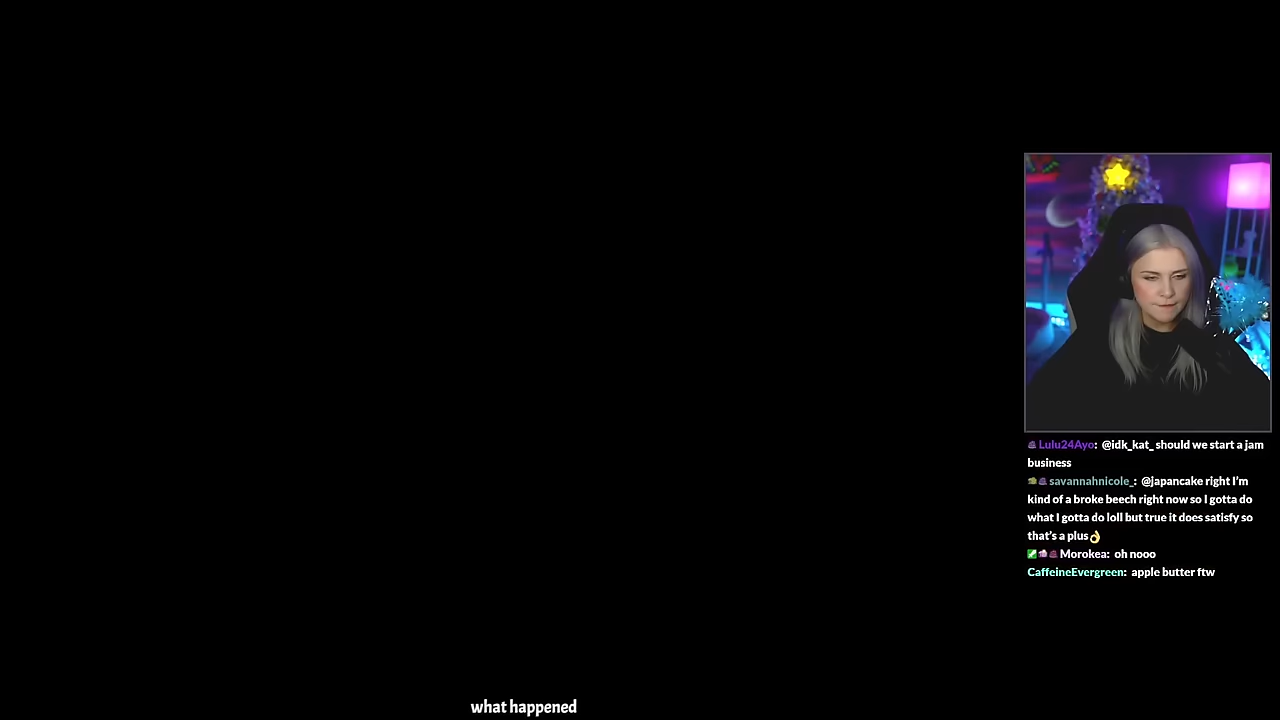 Lulu24Ayo: @idk_kat_ should we start a jam
business
savannahnicole_: @japancake right I'm
kind of a broke beech right now so I gotta do
what I gotta do loll but true it does satisfy so
that's a plus👌
Morokea: oh nooo
CaffeineEvergreen: apple butter ftw
what happened